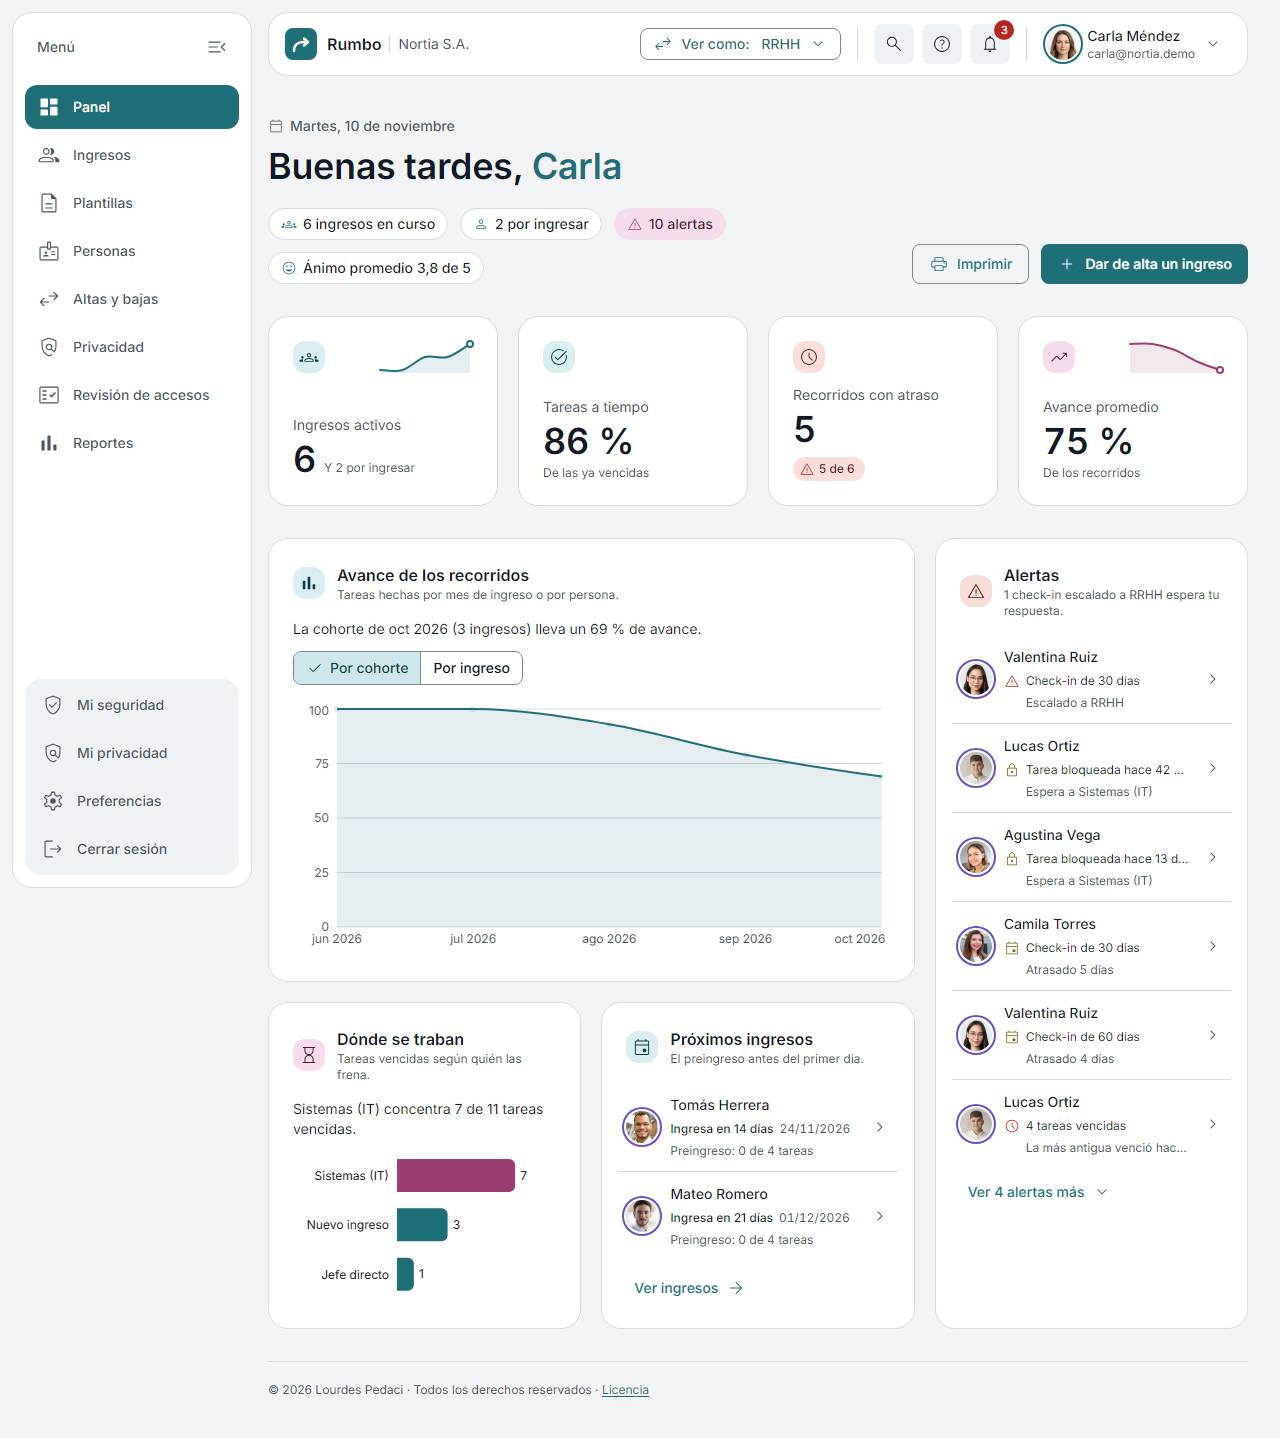 Menú
Panel
Ingresos
Plantillas
Personas
Altas y bajas
Privacidad
Revisión de accesos
Reportes
Mi seguridad
Mi privacidad
Preferencias
Cerrar sesión
Rumbo
Nortia S.A.
Ver como: RRHH
3
Carla Méndez
carla@nortia.demo
Martes, 10 de noviembre
Buenas tardes, Carla
6 ingresos en curso
2 por ingresar
10 alertas
Ánimo promedio 3,8 de 5
Imprimir
Dar de alta un ingreso
Ingresos activos
6 Y 2 por ingresar
Tareas a tiempo
86 %
De las ya vencidas
Recorridos con atraso
5
5 de 6
Avance promedio
75 %
De los recorridos
Avance de los recorridos
Tareas hechas por mes de ingreso o por persona.
La cohorte de oct 2026 (3 ingresos) lleva un 69 % de avance.
Por cohorte
Por ingreso
100
75
50
25
0
jun 2026
jul 2026
ago 2026
sep 2026
oct 2026
Alertas
1 check-in escalado a RRHH espera tu
respuesta.
Valentina Ruiz
Check-in de 30 días
Escalado a RRHH
Lucas Ortiz
Tarea bloqueada hace 42 ...
Espera a Sistemas (IT)
Agustina Vega
Tarea bloqueada hace 13 d...
Espera a Sistemas (IT)
Camila Torres
Check-in de 30 días
Atrasado 5 días
Valentina Ruiz
Check-in de 60 días
Atrasado 4 días
Lucas Ortiz
4 tareas vencidas
La más antigua venció hac...
Ver 4 alertas más
Dónde se traban
Tareas vencidas según quién las
frena.
Sistemas (IT) concentra 7 de 11 tareas
vencidas.
Sistemas (IT) 7
Nuevo ingreso 3
Jefe directo 1
Próximos ingresos
El preingreso antes del primer día.
Tomás Herrera
Ingresa en 14 días 24/11/2026
Preingreso: 0 de 4 tareas
Mateo Romero
Ingresa en 21 días 01/12/2026
Preingreso: 0 de 4 tareas
Ver ingresos
© 2026 Lourdes Pedaci · Todos los derechos reservados · Licencia